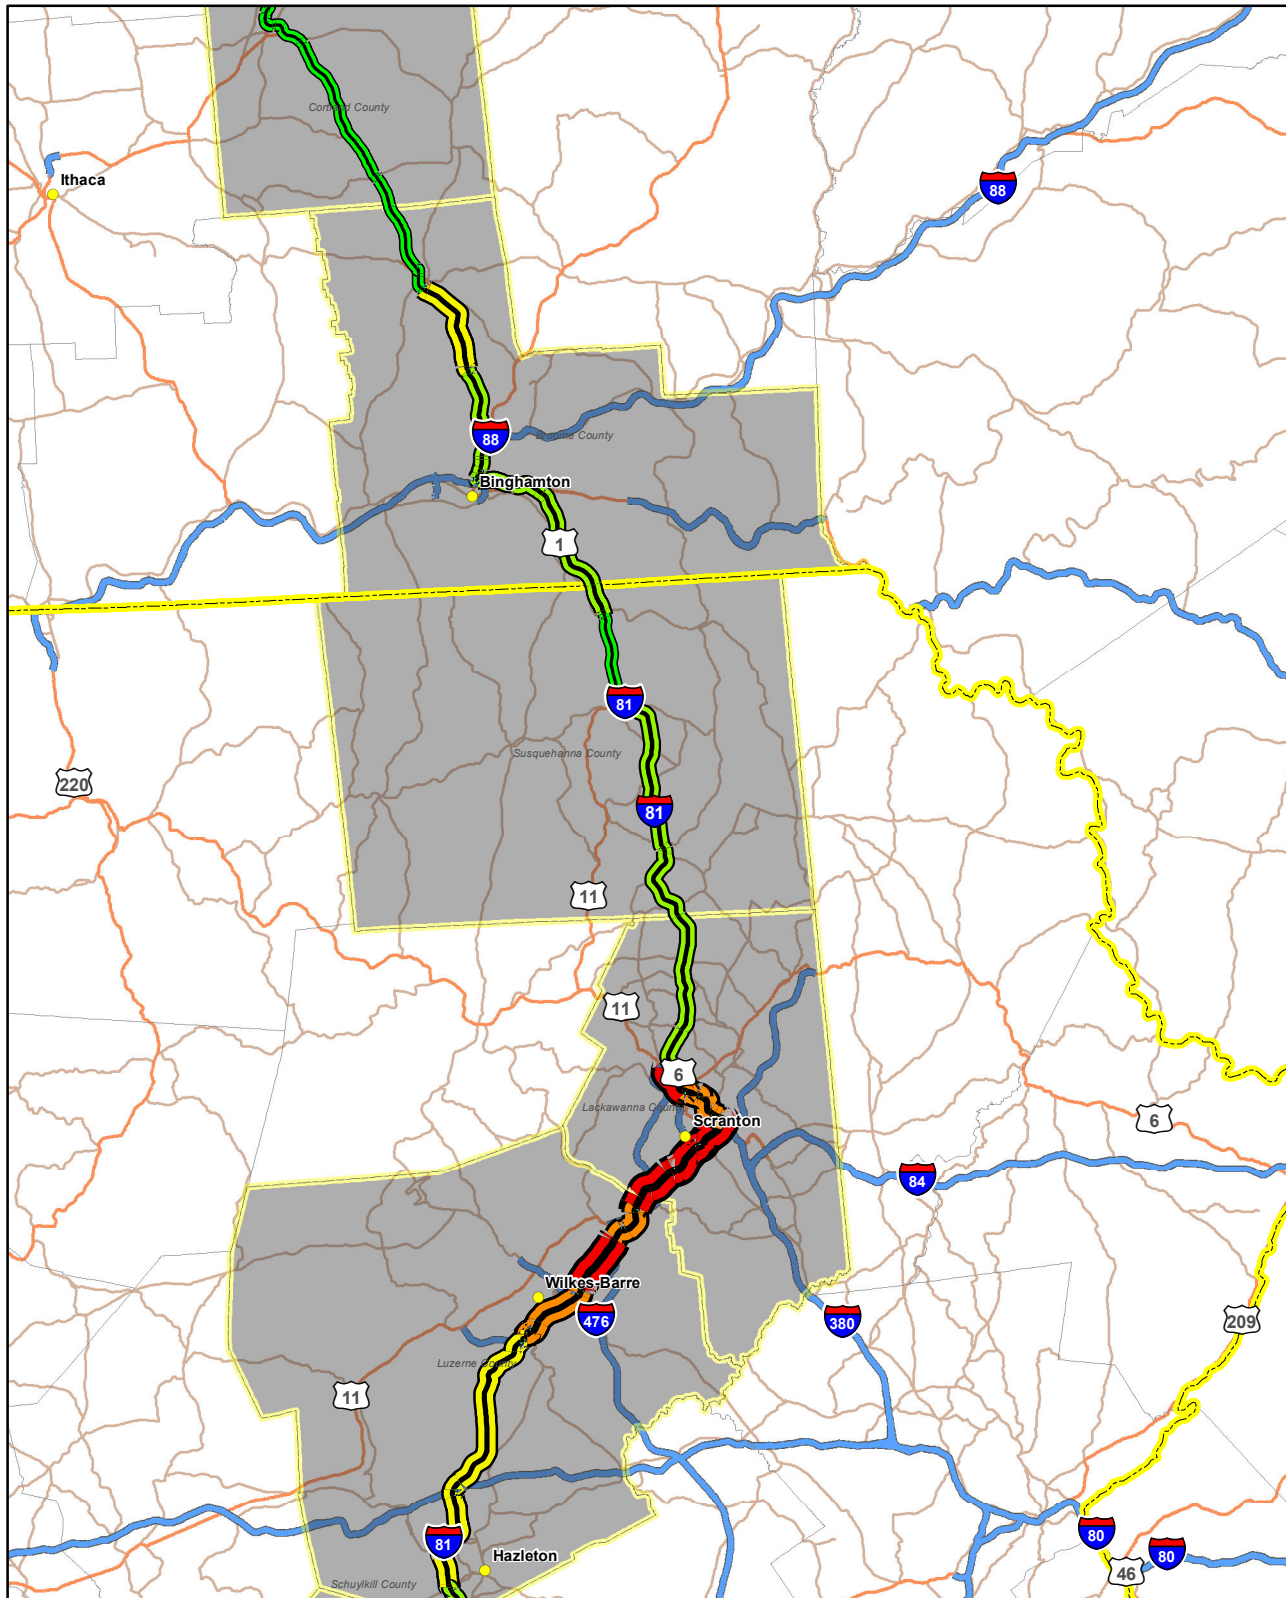 Cortland County
Ithaca
88
88
Broome County
Binghamton
1
81
Susquehanna County
220
81
11
11
6
Lackawanna County
Scranton
6
84
Wilkes-Barre
476
380
209
Luzerne County
11
81
80
80
Hazleton
46
Schuylkill County